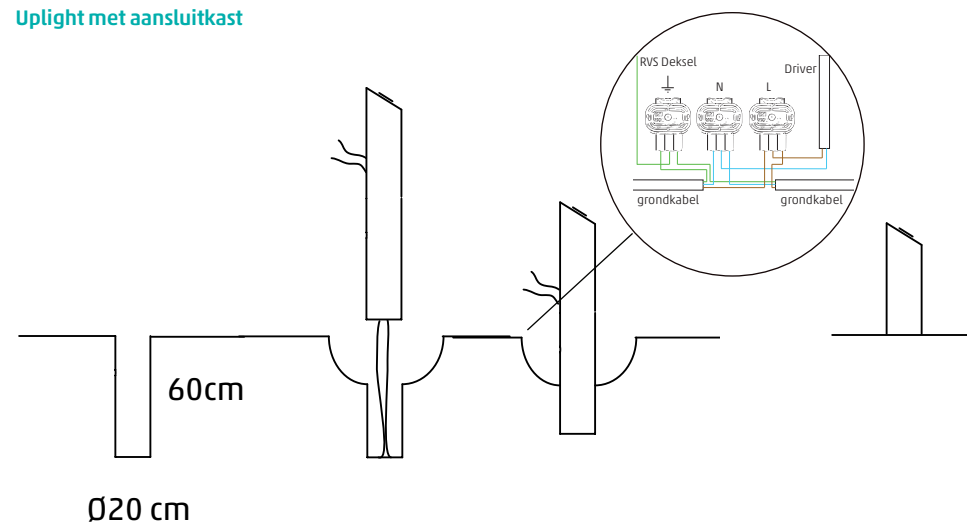 Uplight met aansluitkast
RVS Deksel
Driver
N
L
grondkabel
grondkabel
60cm
Ø20 cm